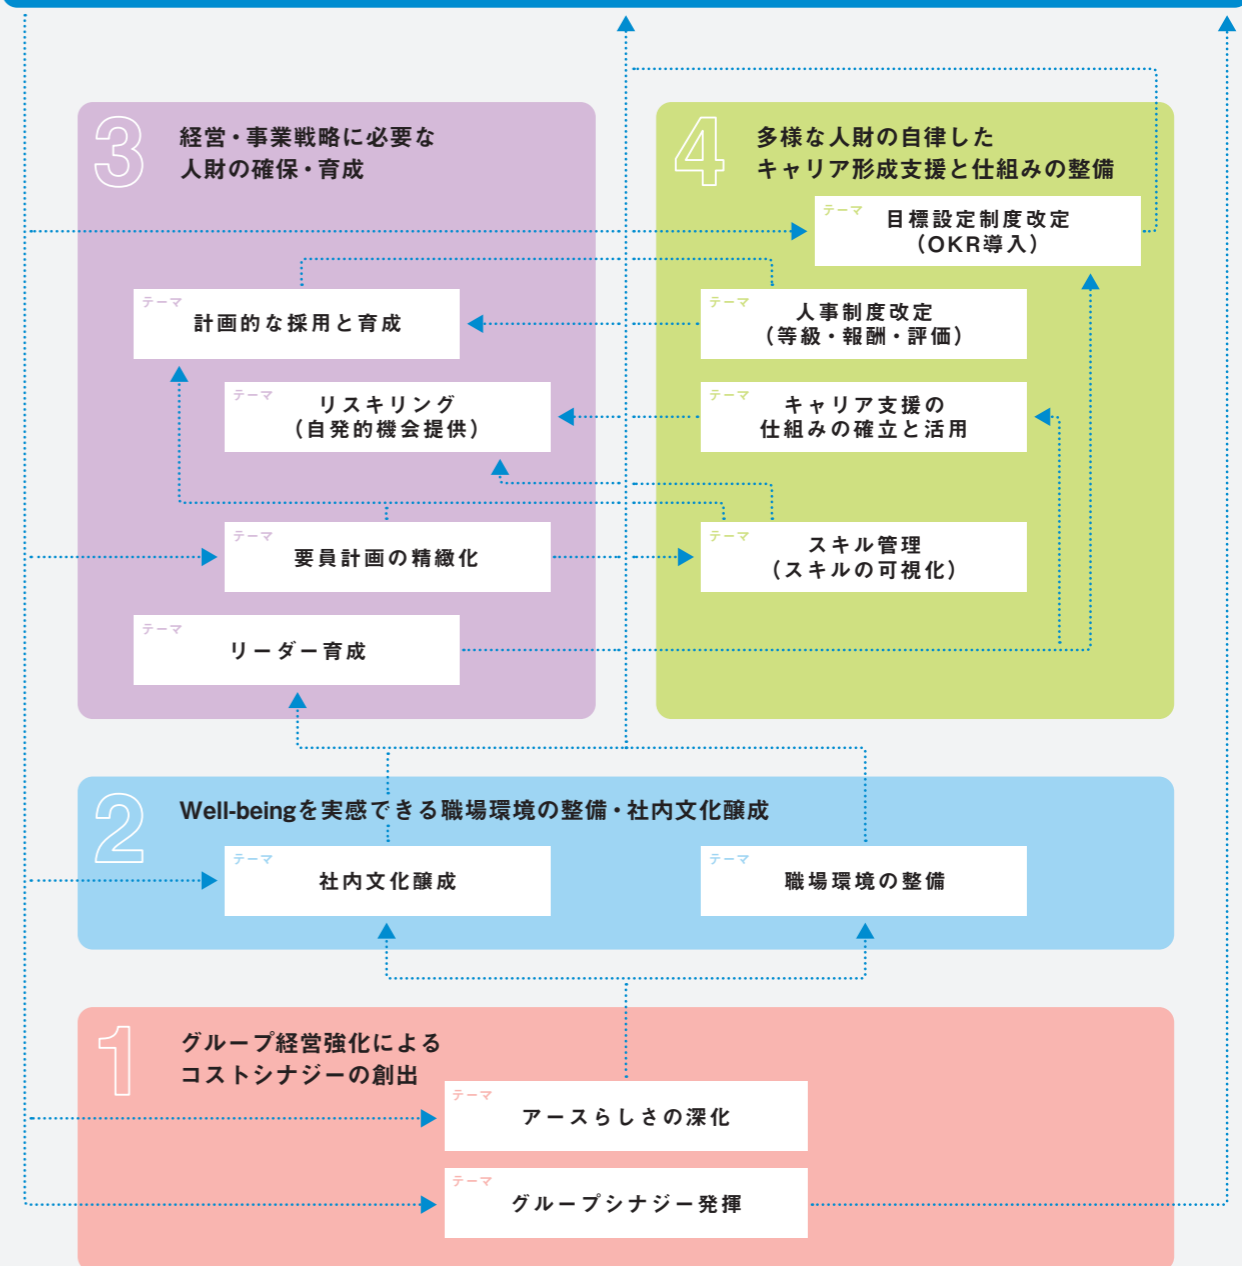 3
経営・事業戦略に必要な
人財の確保・育成
テーマ
計画的な採用と育成
テーマ
リスキリング
(自発的機会提供)
テーマ
要員計画の精緻化
テーマ
リーダー育成
4
多様な人財の自律した
キャリア形成支援と仕組みの整備
テーマ
目標設定制度改定
(OKR導入)
テーマ
人事制度改定
(等級・報酬・評価)
テーマ
キャリア支援の
仕組みの確立と活用
テーマ
スキル管理
(スキルの可視化)
2
Well-beingを実感できる職場環境の整備・社内文化醸成
テーマ
社内文化醸成
テーマ
職場環境の整備
1
グループ経営強化による
コストシナジーの創出
テーマ
アースらしさの深化
テーマ
グループシナジー発揮